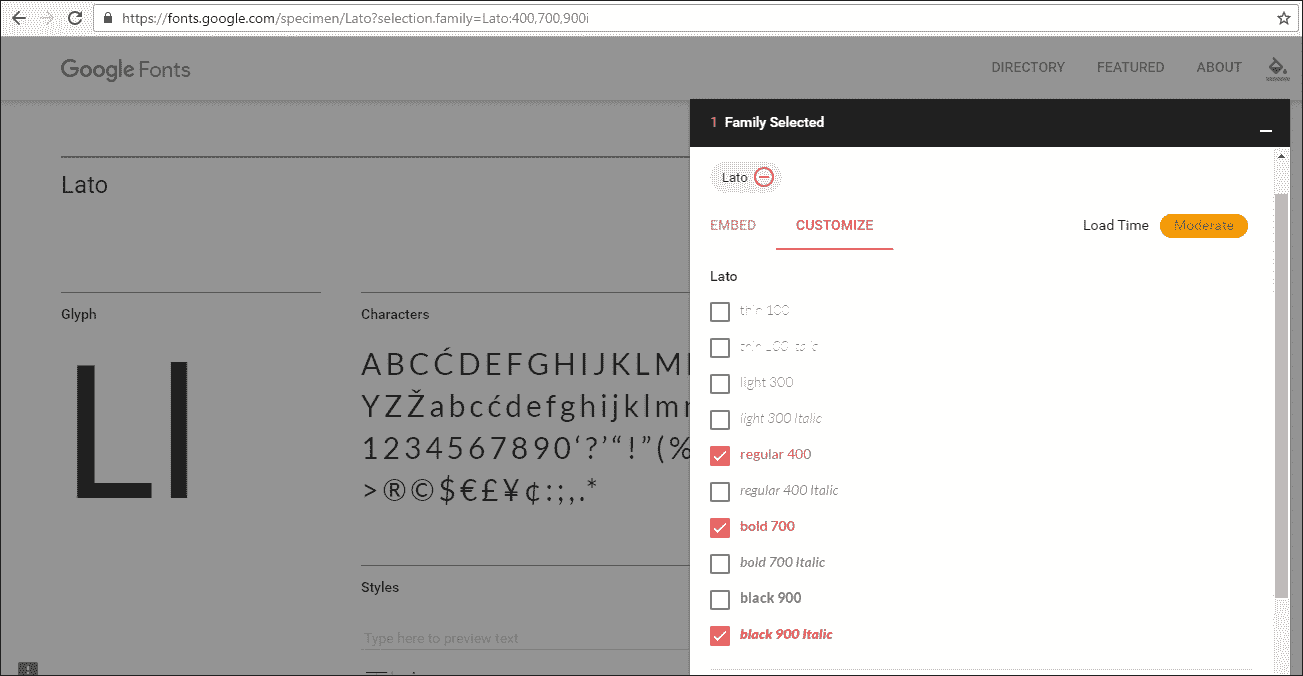 https://fonts.google.com/specimen/Lato?selection.family=Lato:400,700,900i
Google Fonts
DIRECTORY FEATURED ABOUT
1 Family Selected
Lato
Lato
EMBED CUSTOMIZE Load Time Moderate
Lato
Glyph Characters
thin 100
thin 100 Italic
light 300
light 300 Italic
regular 400
regular 400 Italic
bold 700
bold 700 Italic
black 900
black 900 Italic
Ll
ABCĆDEFGHIJKLM
YZŽabcćdefghijklm
1234567890‘?’“!”(%
>®©$€£¥¢:;,.*
Styles
Type here to preview text